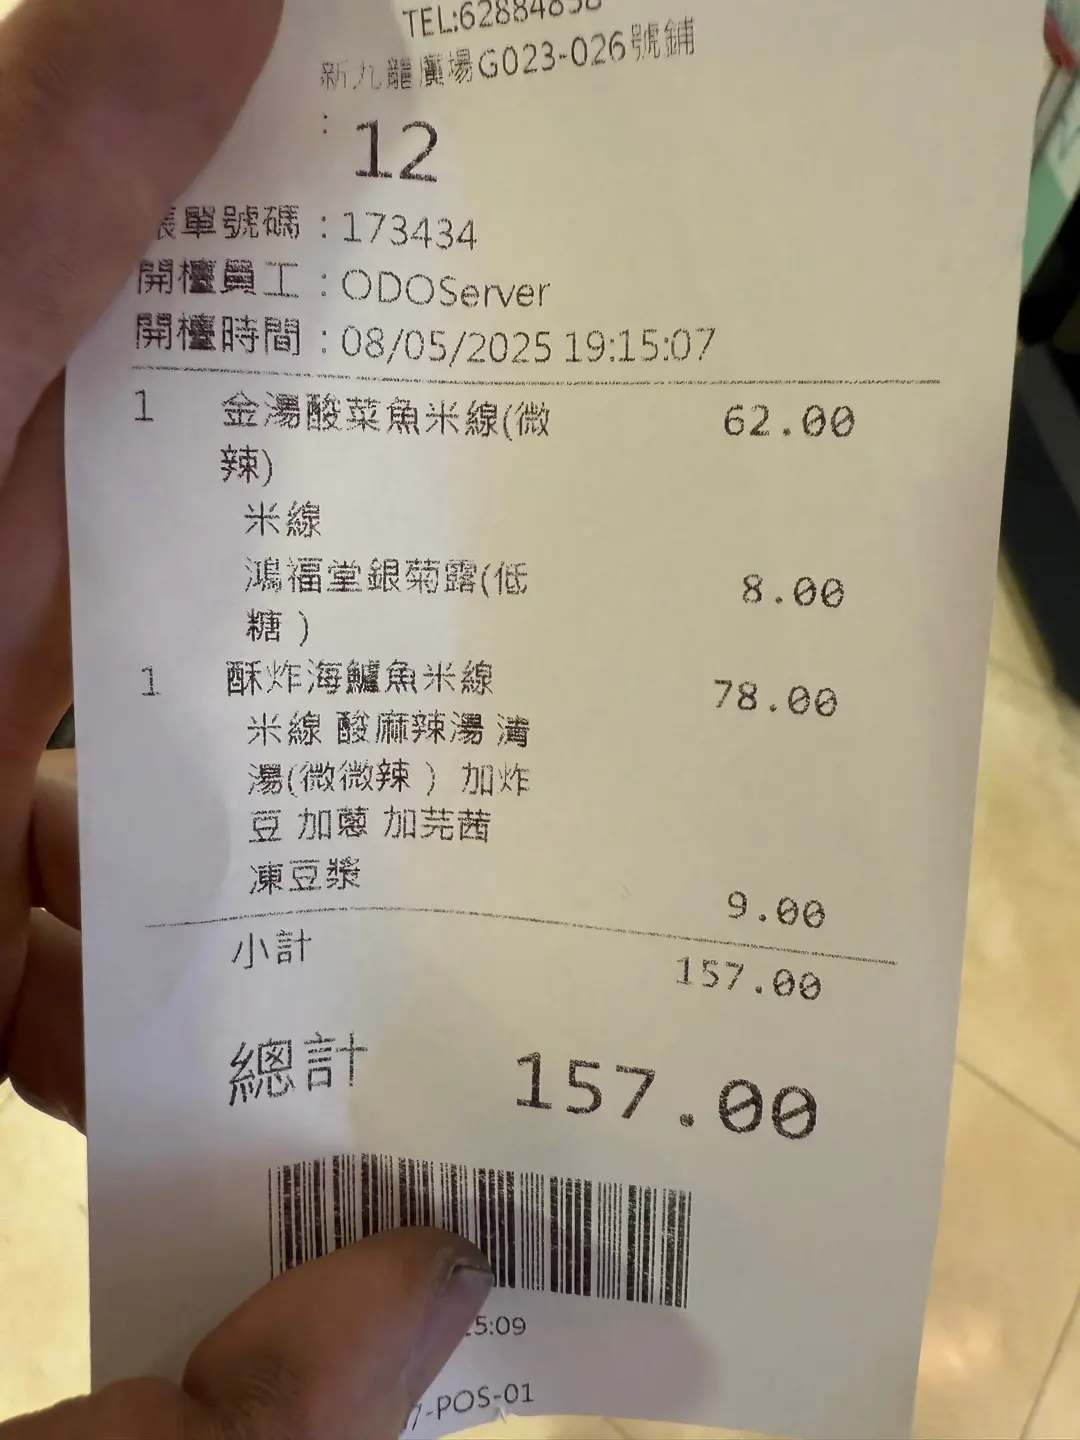 TEL:62884858
新九龍廣場G023-026號鋪
: 12
賬單號碼 : 173434
開檯員工 : ODOServer
開檯時間 : 08/05/2025 19:15:07
1 金湯酸菜魚米線(微 62.00
辣)
米線
鴻福堂銀菊露(低 8.00
糖 )
1 酥炸海鱸魚米線 78.00
米線 酸麻辣湯 清
湯(微微辣 ) 加炸
豆 加蔥 加芫茜
凍豆漿 9.00
小計 157.00
總計 157.00
15:09
-POS-01